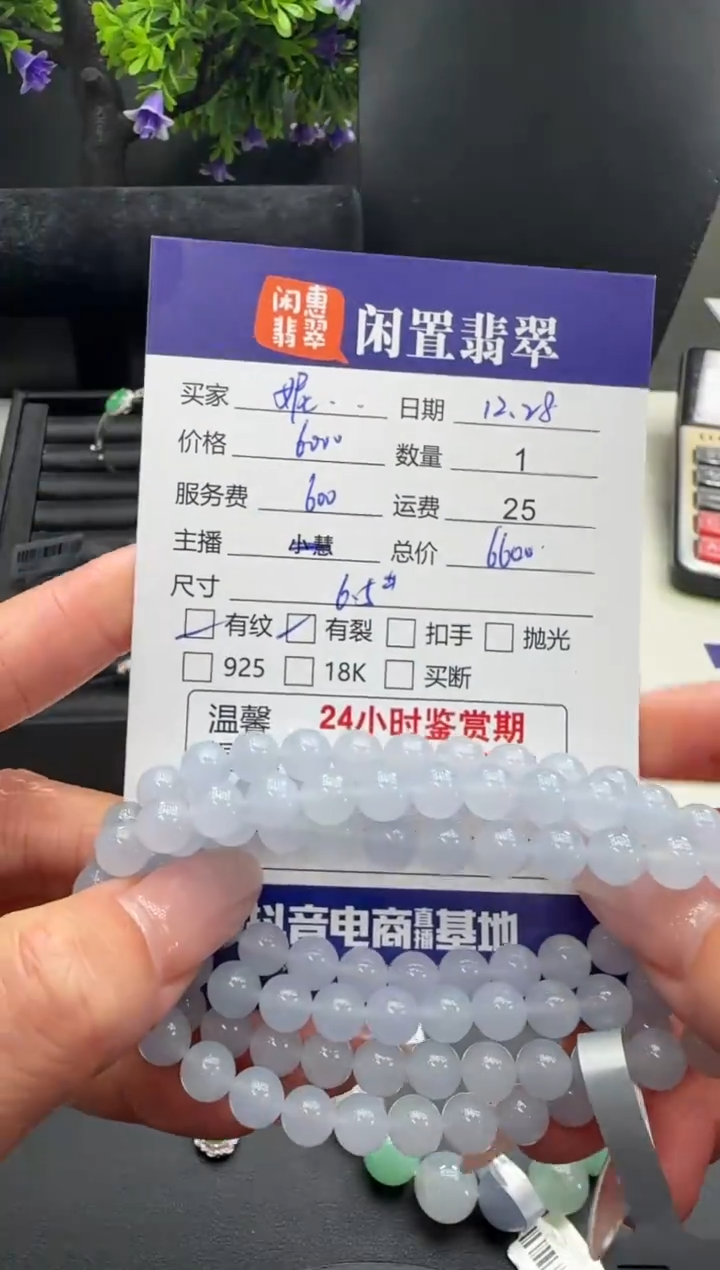 闲惠翡翠 闲置翡翠
买家 妮... 日期 12.28
价格 6000 数量 1
服务费 600 运费 25
主播 小慧 总价 6600
尺寸 6.5#
有纹 有裂 扣手 抛光
925 18K 买断
温馨 24小时鉴赏期
抖音电商直播基地